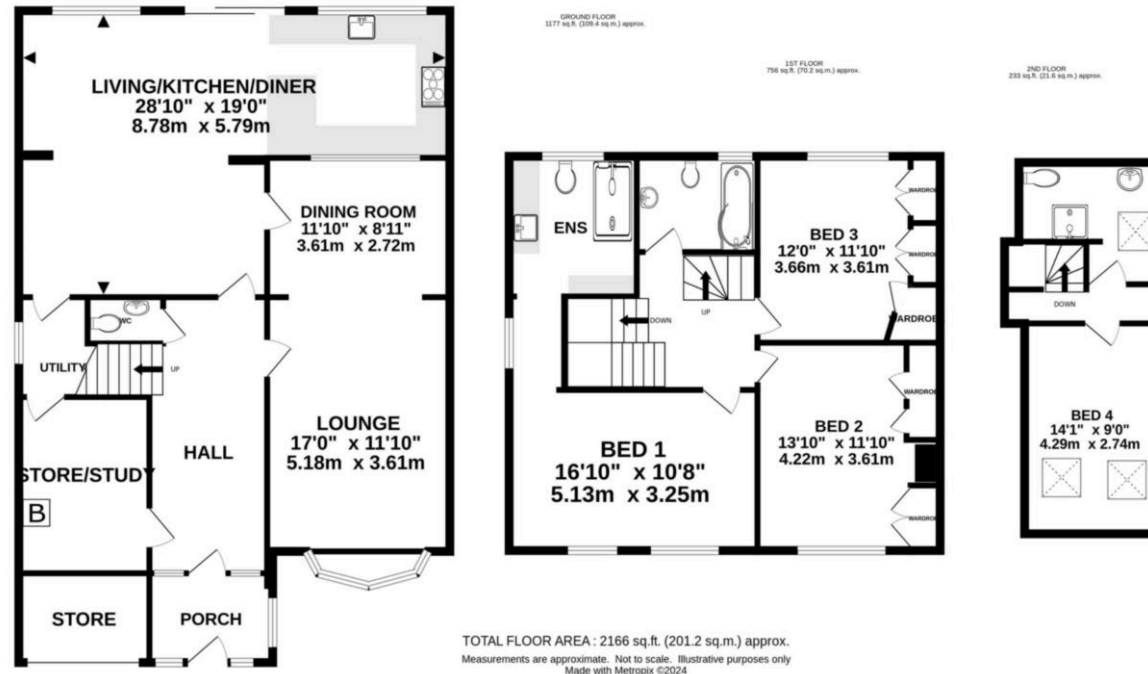 GROUND FLOOR
1177 sq.ft. (109.4 sq.m.) approx.
1ST FLOOR
756 sq.ft. (70.2 sq.m.) approx.
2ND FLOOR
233 sq.ft. (21.6 sq.m.) approx.
LIVING/KITCHEN/DINER
28'10" x 19'0"
8.78m x 5.79m
DINING ROOM
11'10" x 8'11"
3.61m x 2.72m
WC
UTILITY
UP
HALL
LOUNGE
17'0" x 11'10"
5.18m x 3.61m
STORE/STUDY
B
STORE
PORCH
ENS
BED 3
12'0" x 11'10"
3.66m x 3.61m
WARDROBE
WARDROBE
WARDROBE
DOWN
UP
BED 1
16'10" x 10'8"
5.13m x 3.25m
BED 2
13'10" x 11'10"
4.22m x 3.61m
WARDROBE
WARDROBE
DOWN
BED 4
14'1" x 9'0"
4.29m x 2.74m
TOTAL FLOOR AREA : 2166 sq.ft. (201.2 sq.m.) approx.
Measurements are approximate. Not to scale. Illustrative purposes only
Made with Metropix ©2024